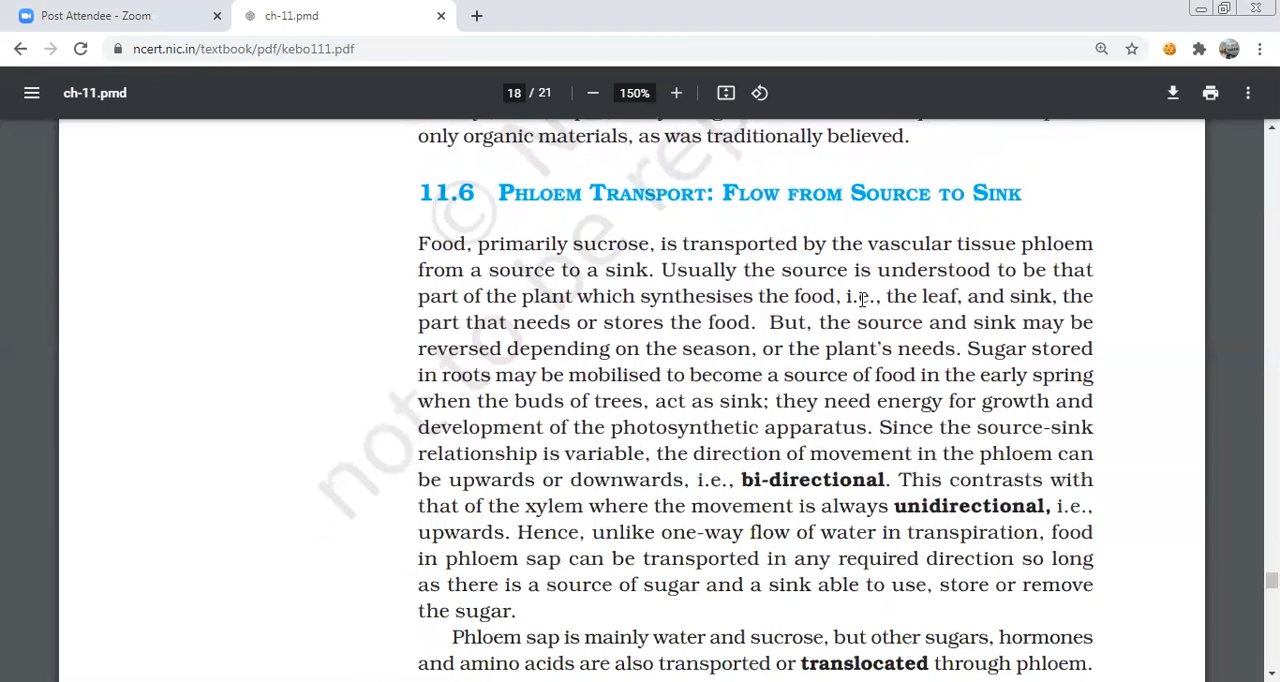 Post Attendee - Zoom
ch-11.pmd
ncert.nic.in/textbook/pdf/kebo111.pdf
ch-11.pmd
18 / 21
150%
only organic materials, as was traditionally believed.
11.6 Phloem Transport: Flow from Source to Sink
Food, primarily sucrose, is transported by the vascular tissue phloem
from a source to a sink. Usually the source is understood to be that
part of the plant which synthesises the food, i.e., the leaf, and sink, the
part that needs or stores the food. But, the source and sink may be
reversed depending on the season, or the plant's needs. Sugar stored
in roots may be mobilised to become a source of food in the early spring
when the buds of trees, act as sink; they need energy for growth and
development of the photosynthetic apparatus. Since the source-sink
relationship is variable, the direction of movement in the phloem can
be upwards or downwards, i.e., bi-directional. This contrasts with
that of the xylem where the movement is always unidirectional, i.e.,
upwards. Hence, unlike one-way flow of water in transpiration, food
in phloem sap can be transported in any required direction so long
as there is a source of sugar and a sink able to use, store or remove
the sugar.
Phloem sap is mainly water and sucrose, but other sugars, hormones
and amino acids are also transported or translocated through phloem.
© N
not to be rep